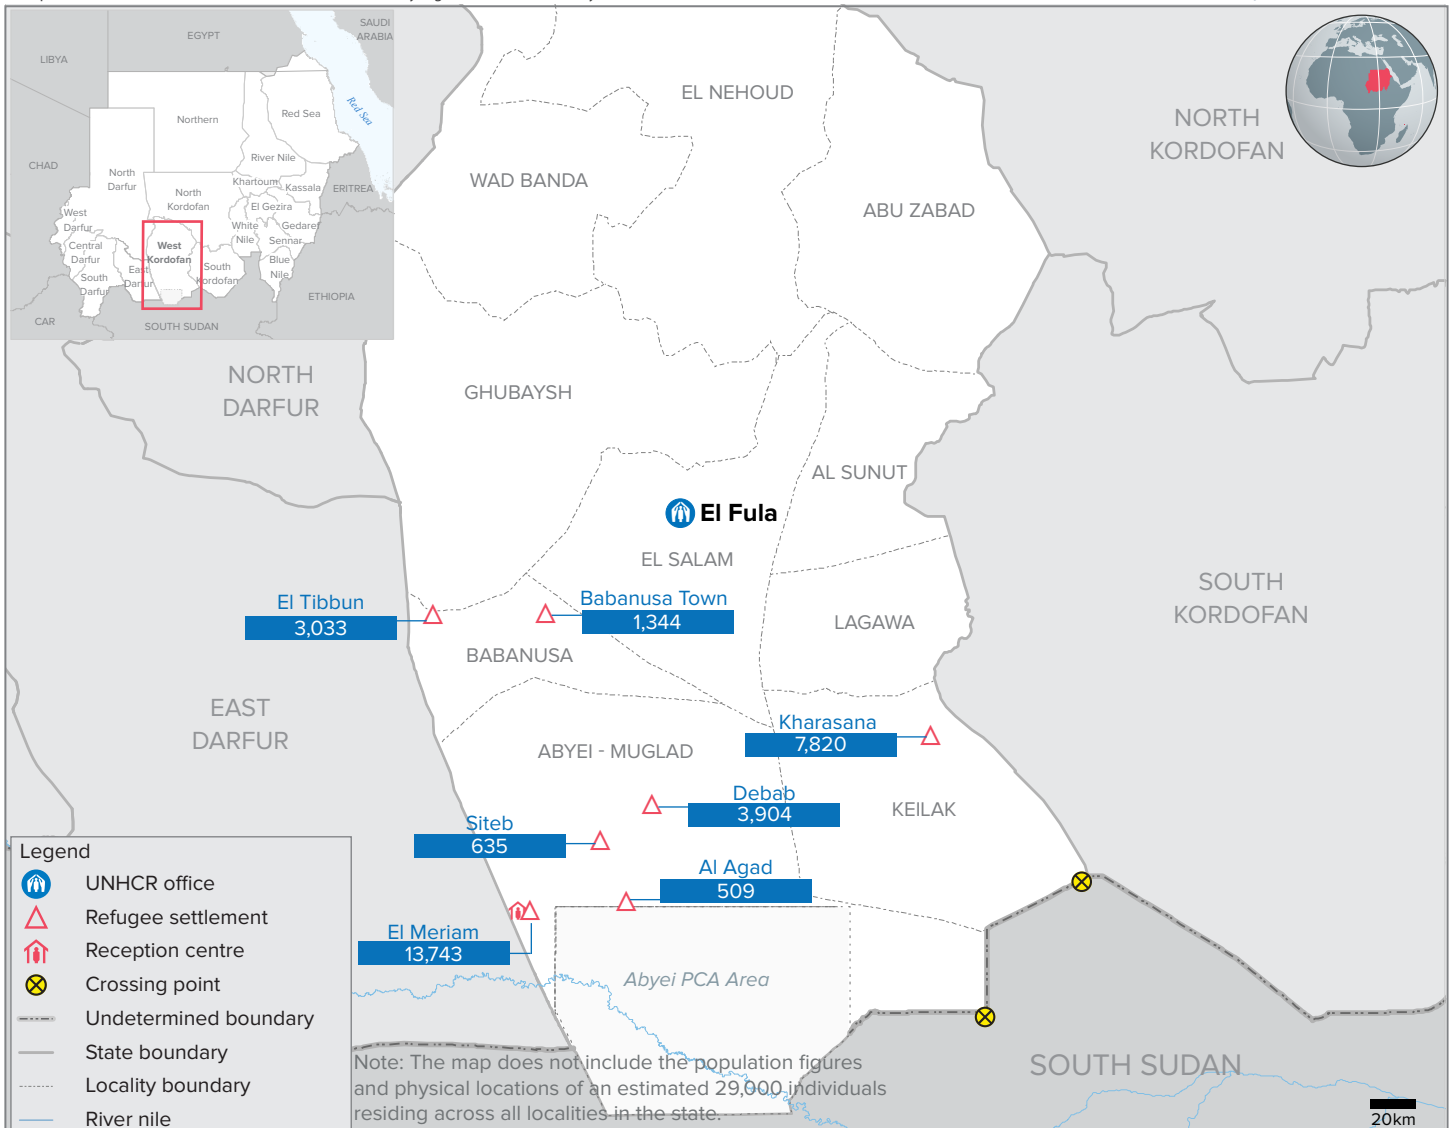 EGYPT
SAUDI
ARABIA
LIBYA
Red Sea
Northern
Red Sea
River Nile
CHAD
North
Darfur
Khartoum
Kassala
North
Kordofan
ERITREA
El Gezira
West
Darfur
White
Nile
Gedaref
Sennar
Central
Darfur
West
Kordofan
East
Darfur
South
Kordofan
Blue
Nile
South
Darfur
ETHIOPIA
CAR
SOUTH SUDAN
EL NEHOUD
NORTH
KORDOFAN
WAD BANDA
ABU ZABAD
NORTH
DARFUR
GHUBAYSH
AL SUNUT
El Fula
EL SALAM
SOUTH
KORDOFAN
El Tibbun
3,033
Babanusa Town
1,344
LAGAWA
BABANUSA
EAST
DARFUR
Kharasana
7,820
ABYEI - MUGLAD
Debab
3,904
KEILAK
Siteb
635
Al Agad
509
El Meriam
13,743
Abyei PCA Area
SOUTH SUDAN
Legend
UNHCR office
Refugee settlement
Reception centre
Crossing point
Undetermined boundary
State boundary
Locality boundary
River nile
Note: The map does not include the population figures
and physical locations of an estimated 29,000 individuals
residing across all localities in the state.
20km